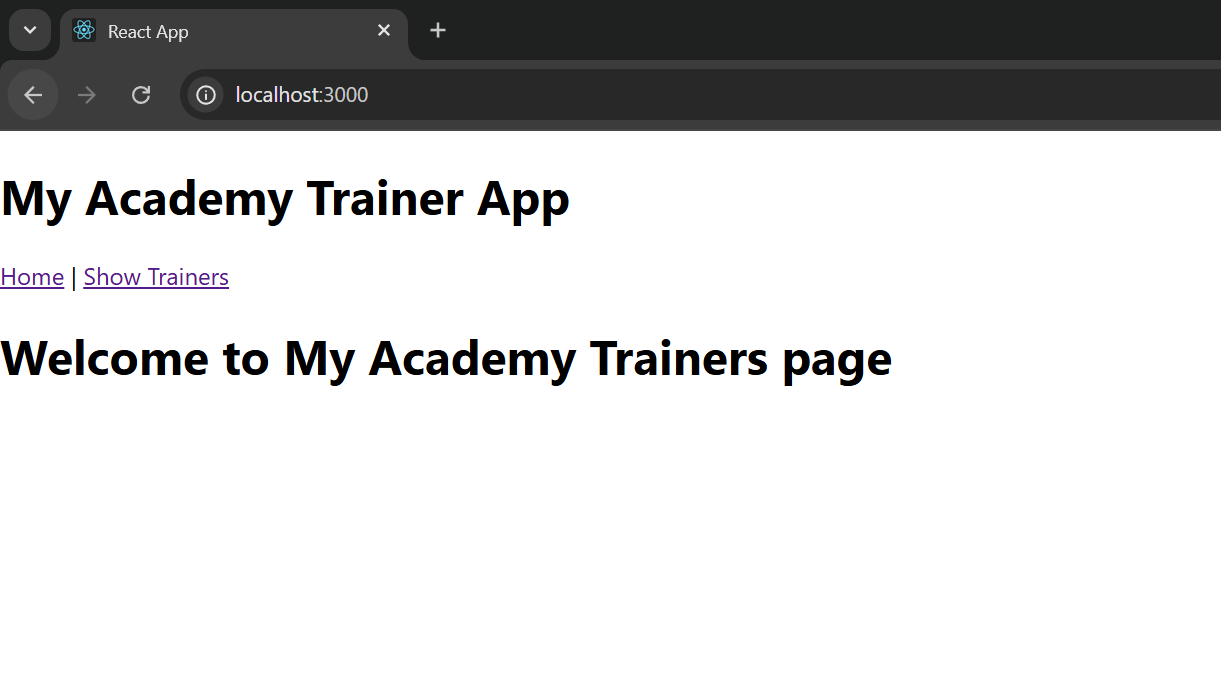 React App
localhost:3000
My Academy Trainer App
Home | Show Trainers
Welcome to My Academy Trainers page